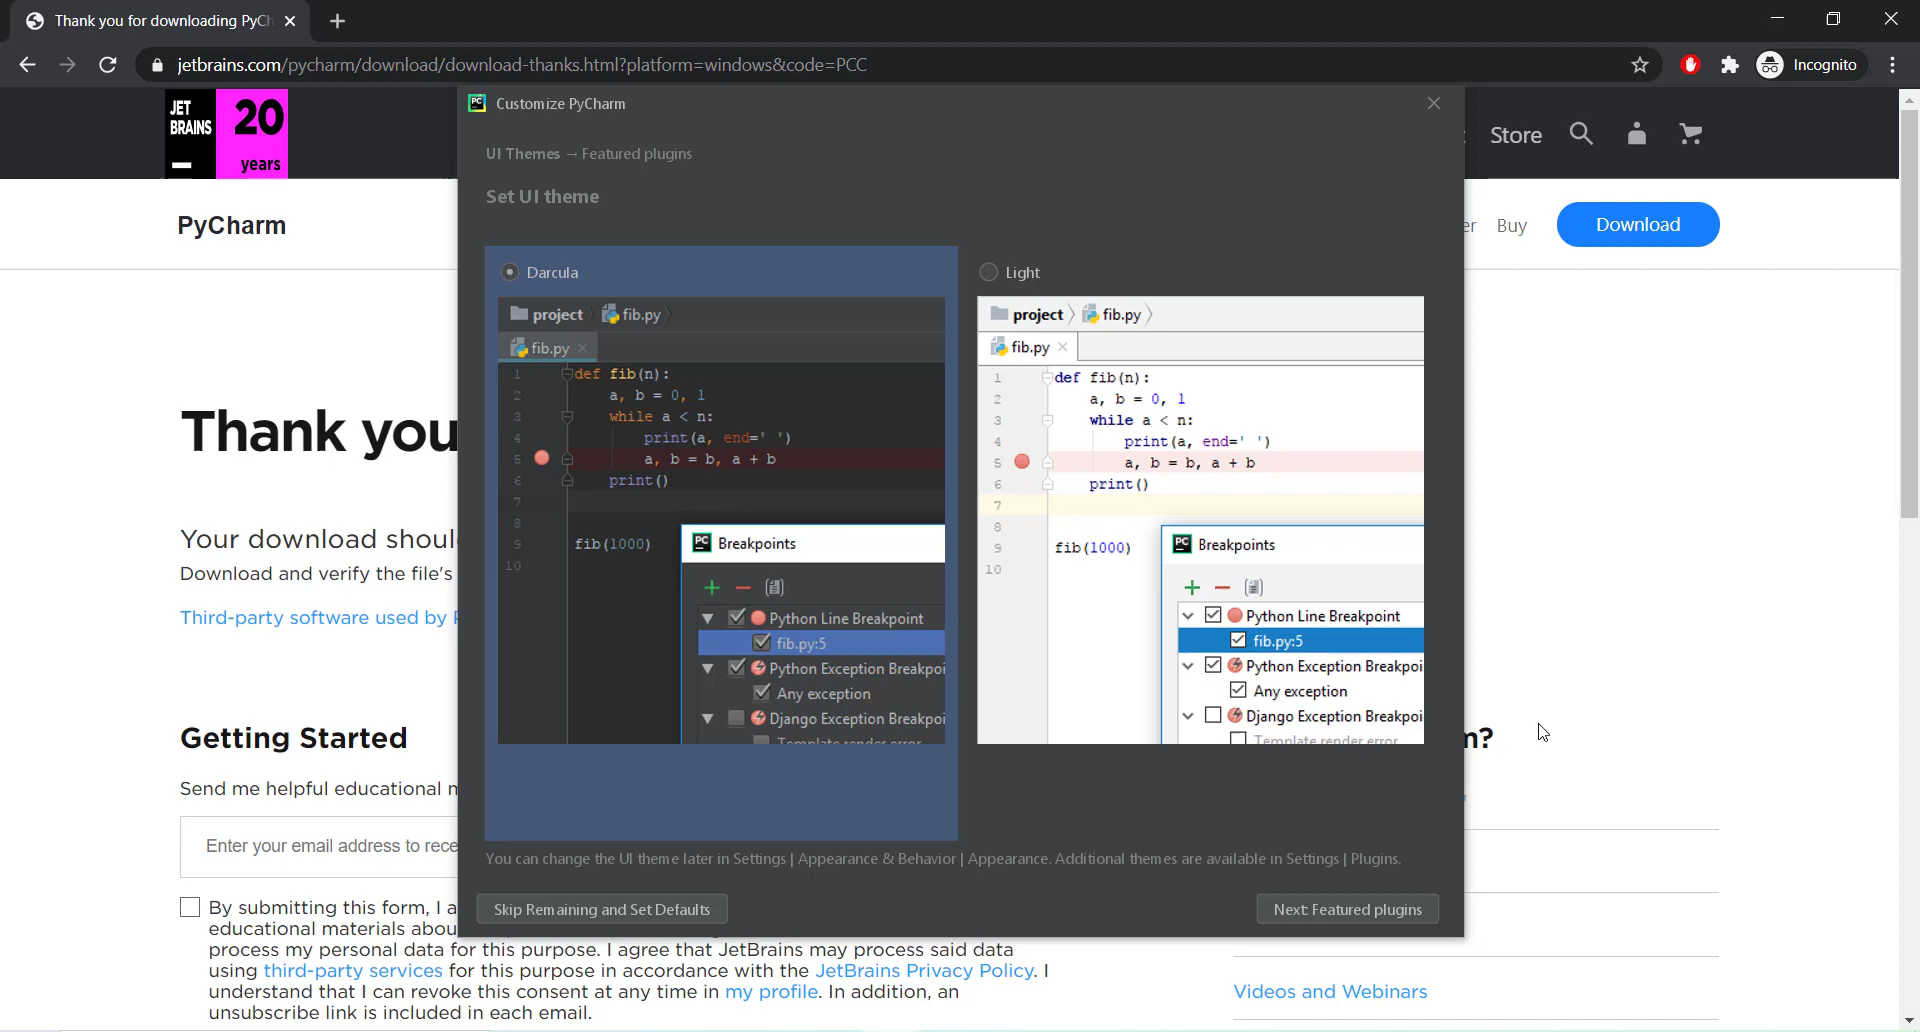 Thank you for downloading PyCh
jetbrains.com/pycharm/download/download-thanks.html?platform=windows&code=PCC
Incognito
JET BRAINS
20
years
Store
PyCharm
Buy
Download
Customize PyCharm
UI Themes → Featured plugins
Set UI theme
Darcula
project
fib.py
fib.py
1 def fib(n):
2 a, b = 0, 1
3 while a < n:
4 print(a, end=' ')
5 a, b = b, a + b
6 print()
7
8
9 fib(1000)
10
PC Breakpoints
Python Line Breakpoint
fib.py:5
Python Exception Breakpoi
Any exception
Django Exception Breakpoi
Template render error
Light
project
fib.py
fib.py
1 def fib(n):
2 a, b = 0, 1
3 while a < n:
4 print(a, end=' ')
5 a, b = b, a + b
6 print()
7
8
9 fib(1000)
10
PC Breakpoints
Python Line Breakpoint
fib.py:5
Python Exception Breakpoi
Any exception
Django Exception Breakpoi
Template render error
You can change the UI theme later in Settings | Appearance & Behavior | Appearance. Additional themes are available in Settings | Plugins.
Skip Remaining and Set Defaults
Next: Featured plugins
Thank you
Your download shoul
Download and verify the file's
Third-party software used by
Getting Started
Send me helpful educational
Enter your email address to rece
By submitting this form, I a
educational materials abou
process my personal data for this purpose. I agree that JetBrains may process said data
using third-party services for this purpose in accordance with the JetBrains Privacy Policy. I
understand that I can revoke this consent at any time in my profile. In addition, an
unsubscribe link is included in each email.
Videos and Webinars